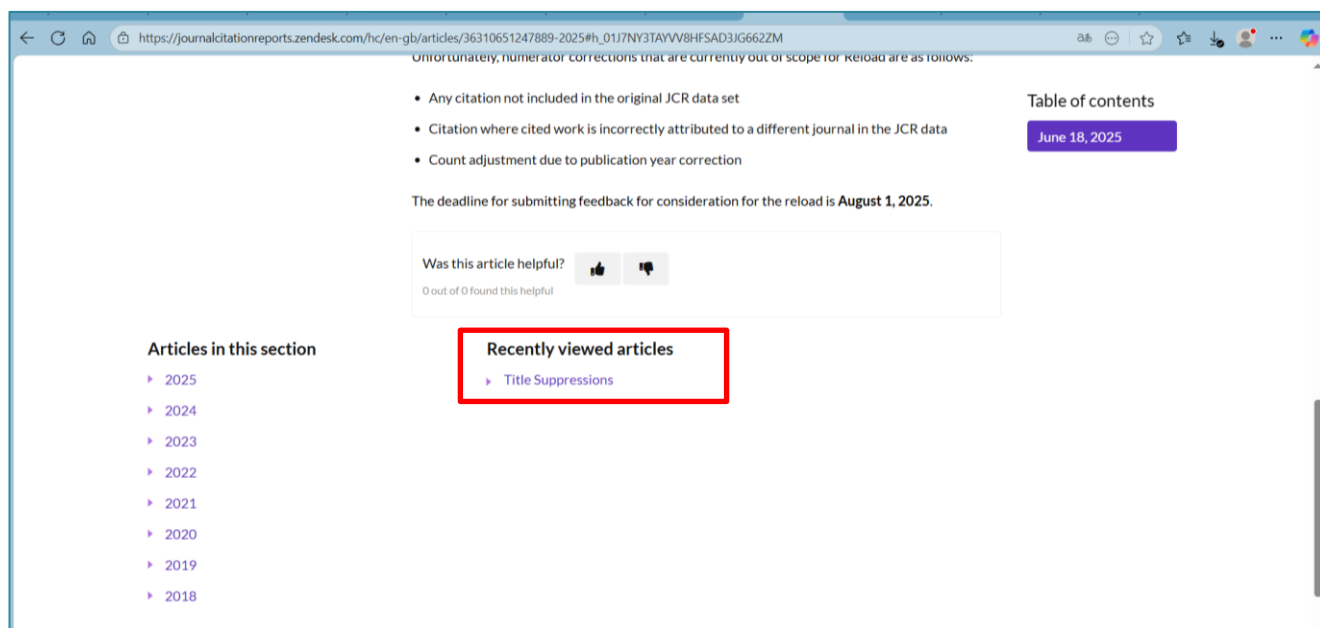 https://journalcitationreports.zendesk.com/hc/en-gb/articles/36310651247889-2025#h_01J7NY3TAYVV8HFSAD3JG662ZM
Unfortunately, numerator corrections that are currently out of scope for Reload are as follows:
• Any citation not included in the original JCR data set
• Citation where cited work is incorrectly attributed to a different journal in the JCR data
• Count adjustment due to publication year correction
The deadline for submitting feedback for consideration for the reload is August 1, 2025.
Table of contents
June 18, 2025
Was this article helpful?
0 out of 0 found this helpful
Articles in this section
2025
2024
2023
2022
2021
2020
2019
2018
Recently viewed articles
Title Suppressions